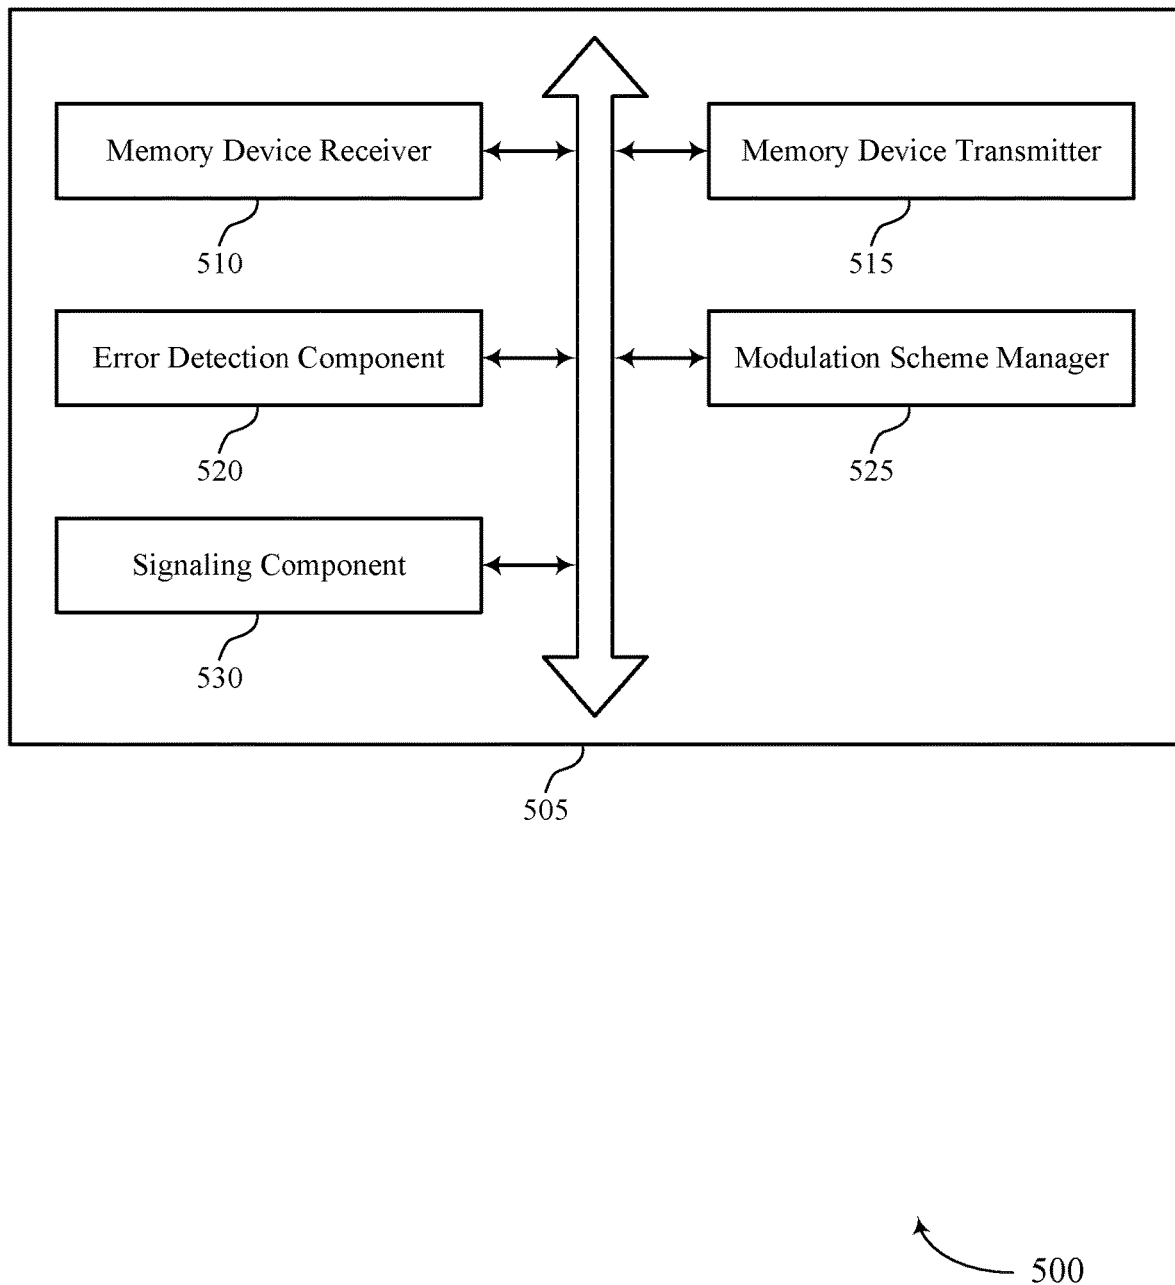 Memory Device Receiver
510
Memory Device Transmitter
515
Error Detection Component
520
Modulation Scheme Manager
525
Signaling Component
530
505
500